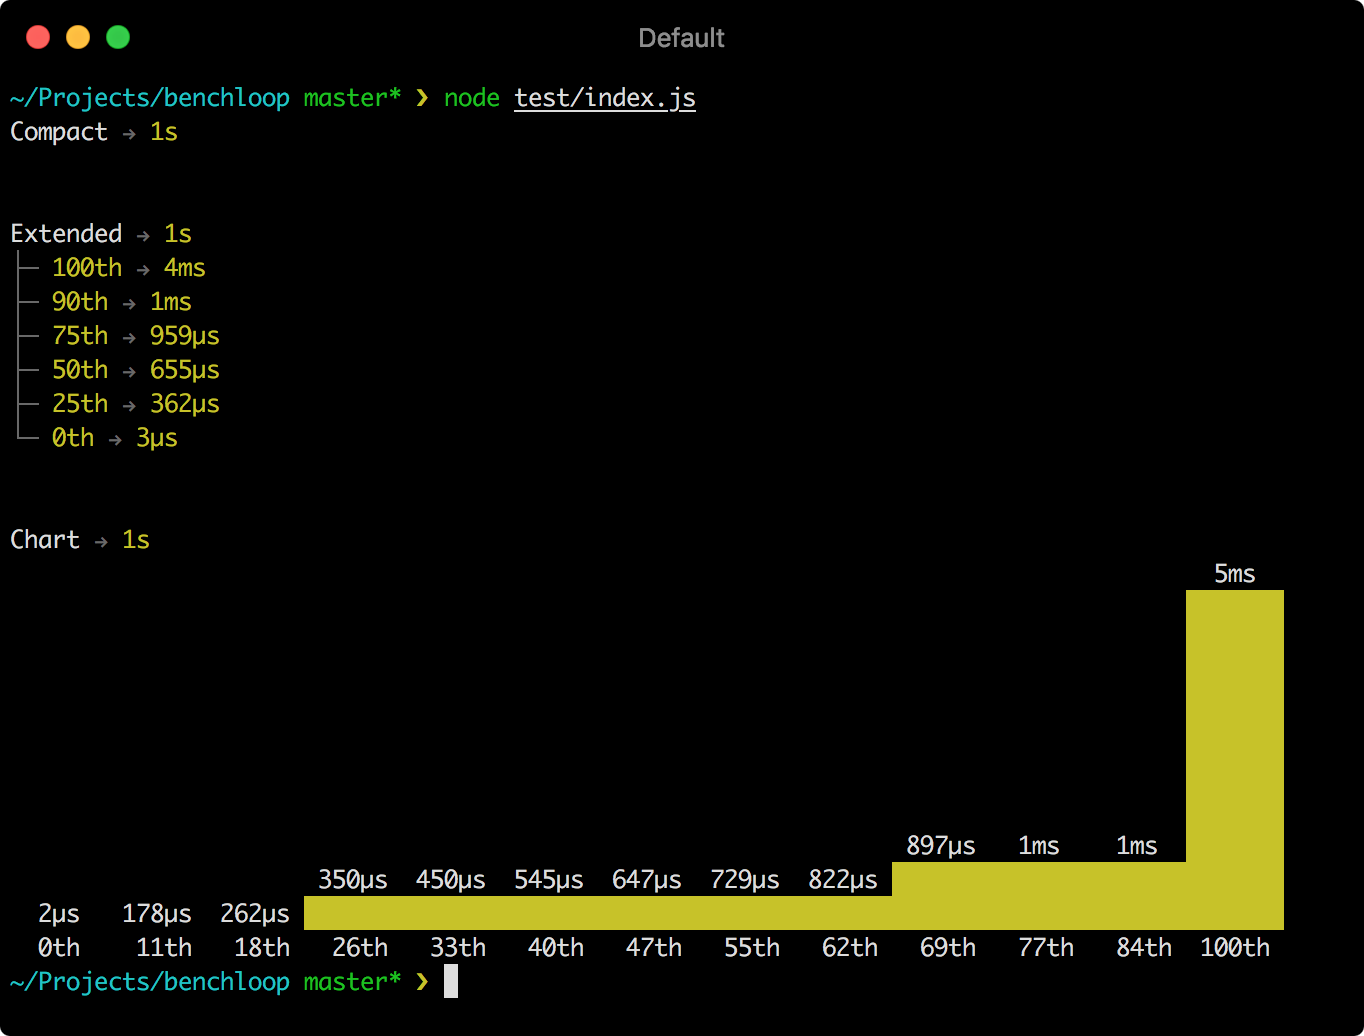 Default
~/Projects/benchloop master* ❯ node test/index.js
Compact → 1s
Extended → 1s
├─ 100th → 4ms
├─ 90th → 1ms
├─ 75th → 959µs
├─ 50th → 655µs
├─ 25th → 362µs
└─ 0th → 3µs
Chart → 1s
5ms
897µs 1ms 1ms
350µs 450µs 545µs 647µs 729µs 822µs
2µs 178µs 262µs
0th 11th 18th 26th 33th 40th 47th 55th 62th 69th 77th 84th 100th
~/Projects/benchloop master* ❯